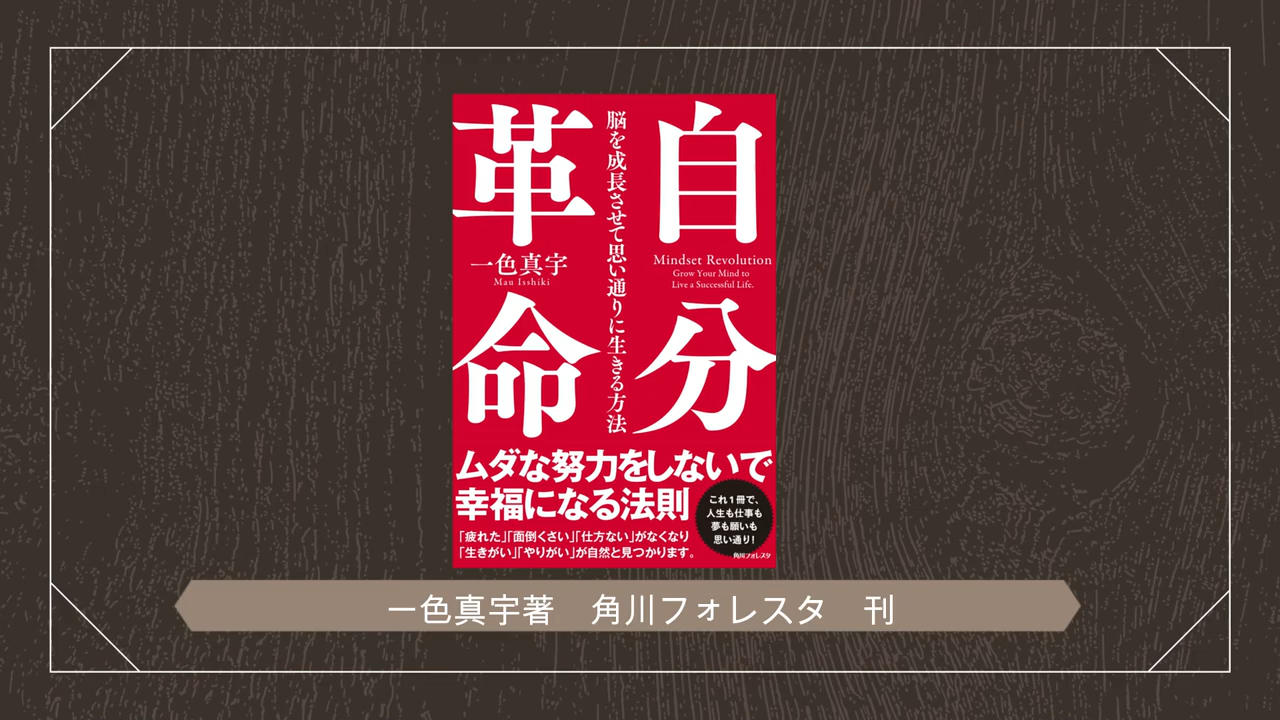 自分革命
脳を成長させて思い通りに生きる方法
Mindset Revolution
Grow Your Mind to
Live a Successful Life.
一色真宇
Mau Isshiki
ムダな努力をしないで
幸福になる法則
「疲れた」「面倒くさい」「仕方ない」がなくなり
「生きがい」「やりがい」が自然と見つかります。
これ1冊で、
人生も仕事も
夢も願いも
思い通り!
角川フォレスタ
一色真宇著　角川フォレスタ　刊